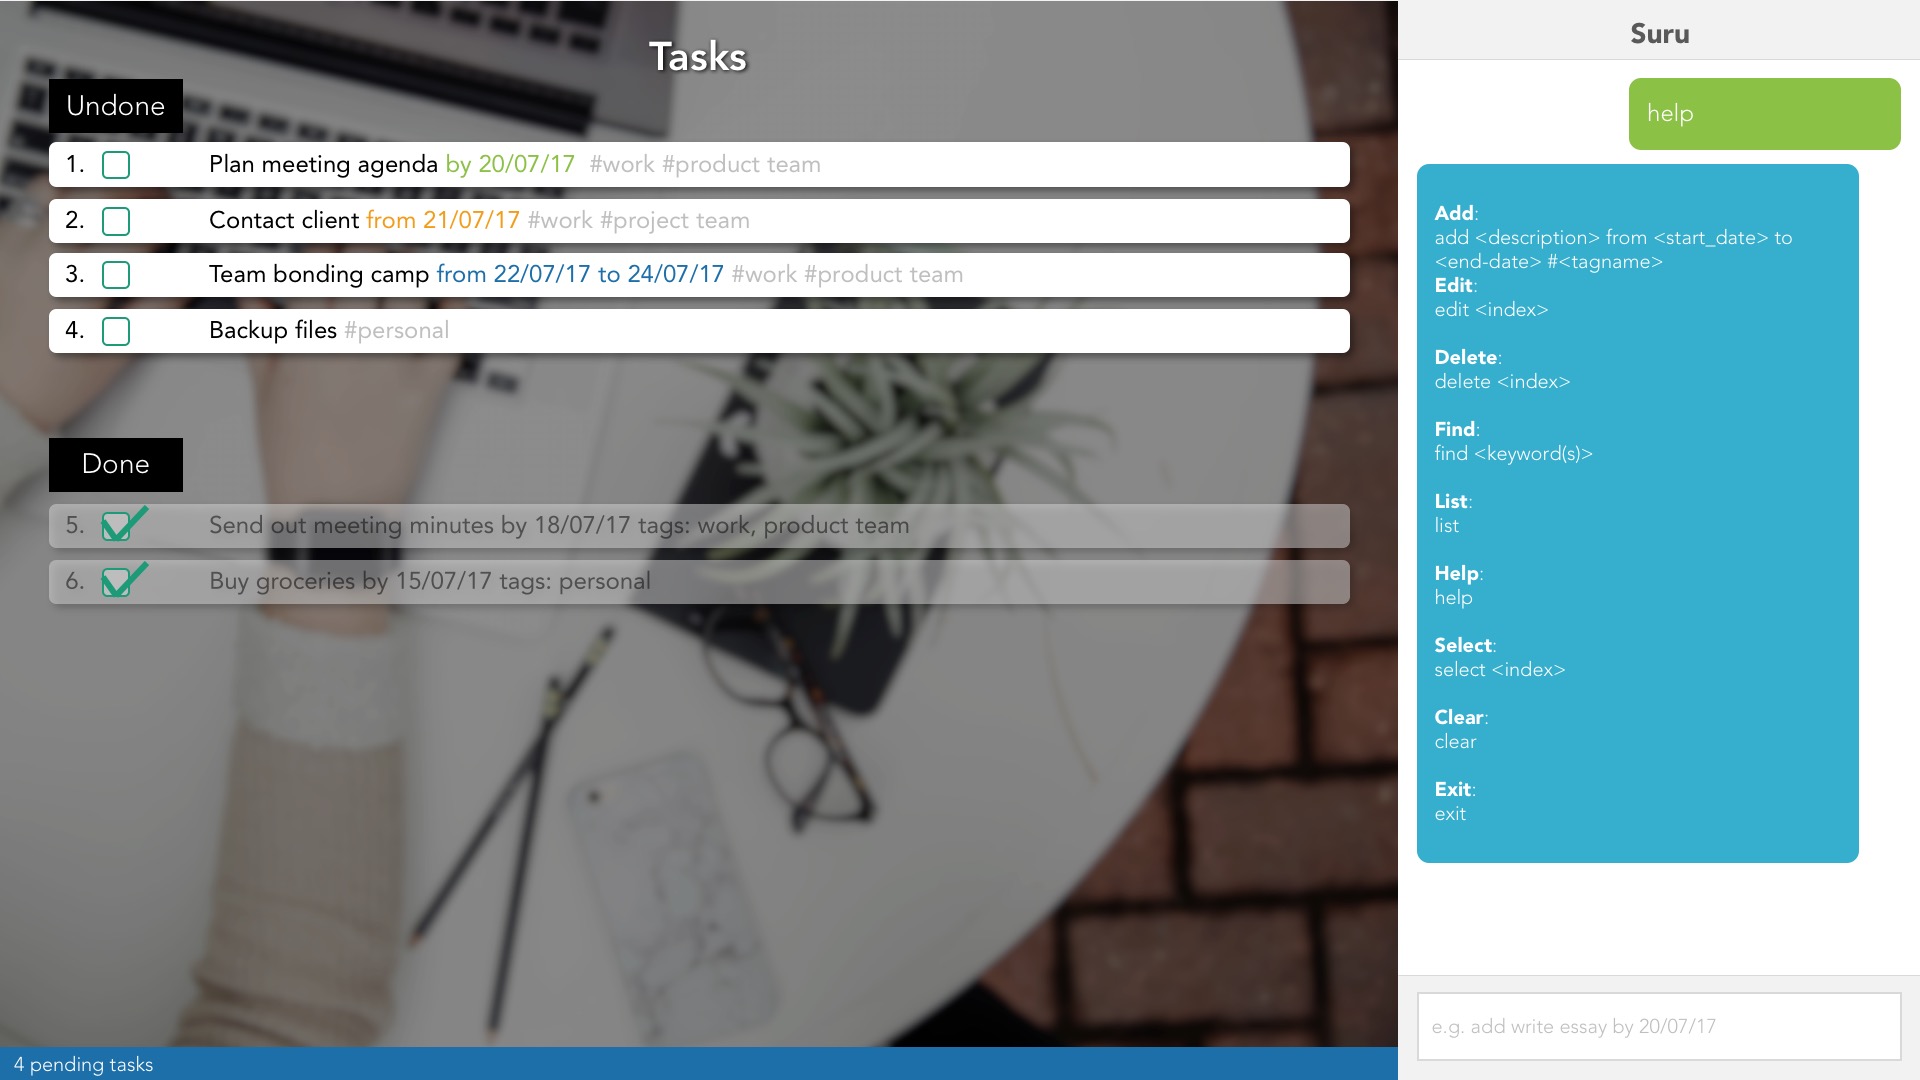 Tasks
Undone
1. Plan meeting agenda by 20/07/17 #work #product team
2. Contact client from 21/07/17 #work #project team
3. Team bonding camp from 22/07/17 to 24/07/17 #work #product team
4. Backup files #personal
Done
5. Send out meeting minutes by 18/07/17 tags: work, product team
6. Buy groceries by 15/07/17 tags: personal
4 pending tasks
Suru
help
Add:
add <description> from <start_date> to
<end-date> #<tagname>
Edit:
edit <index>
Delete:
delete <index>
Find:
find <keyword(s)>
List:
list
Help:
help
Select:
select <index>
Clear:
clear
Exit:
exit
e.g. add write essay by 20/07/17